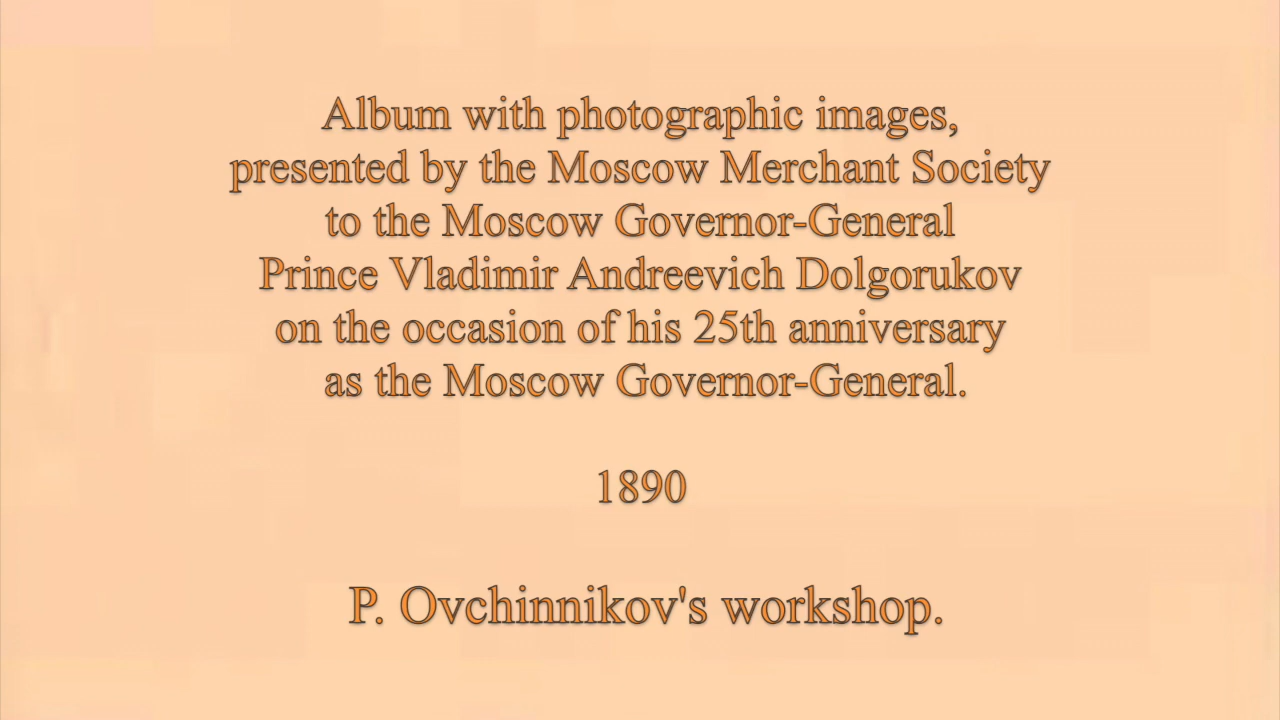 Album with photographic images,
presented by the Moscow Merchant Society
to the Moscow Governor-General
Prince Vladimir Andreevich Dolgorukov
on the occasion of his 25th anniversary
as the Moscow Governor-General.
1890
P. Ovchinnikov's workshop.